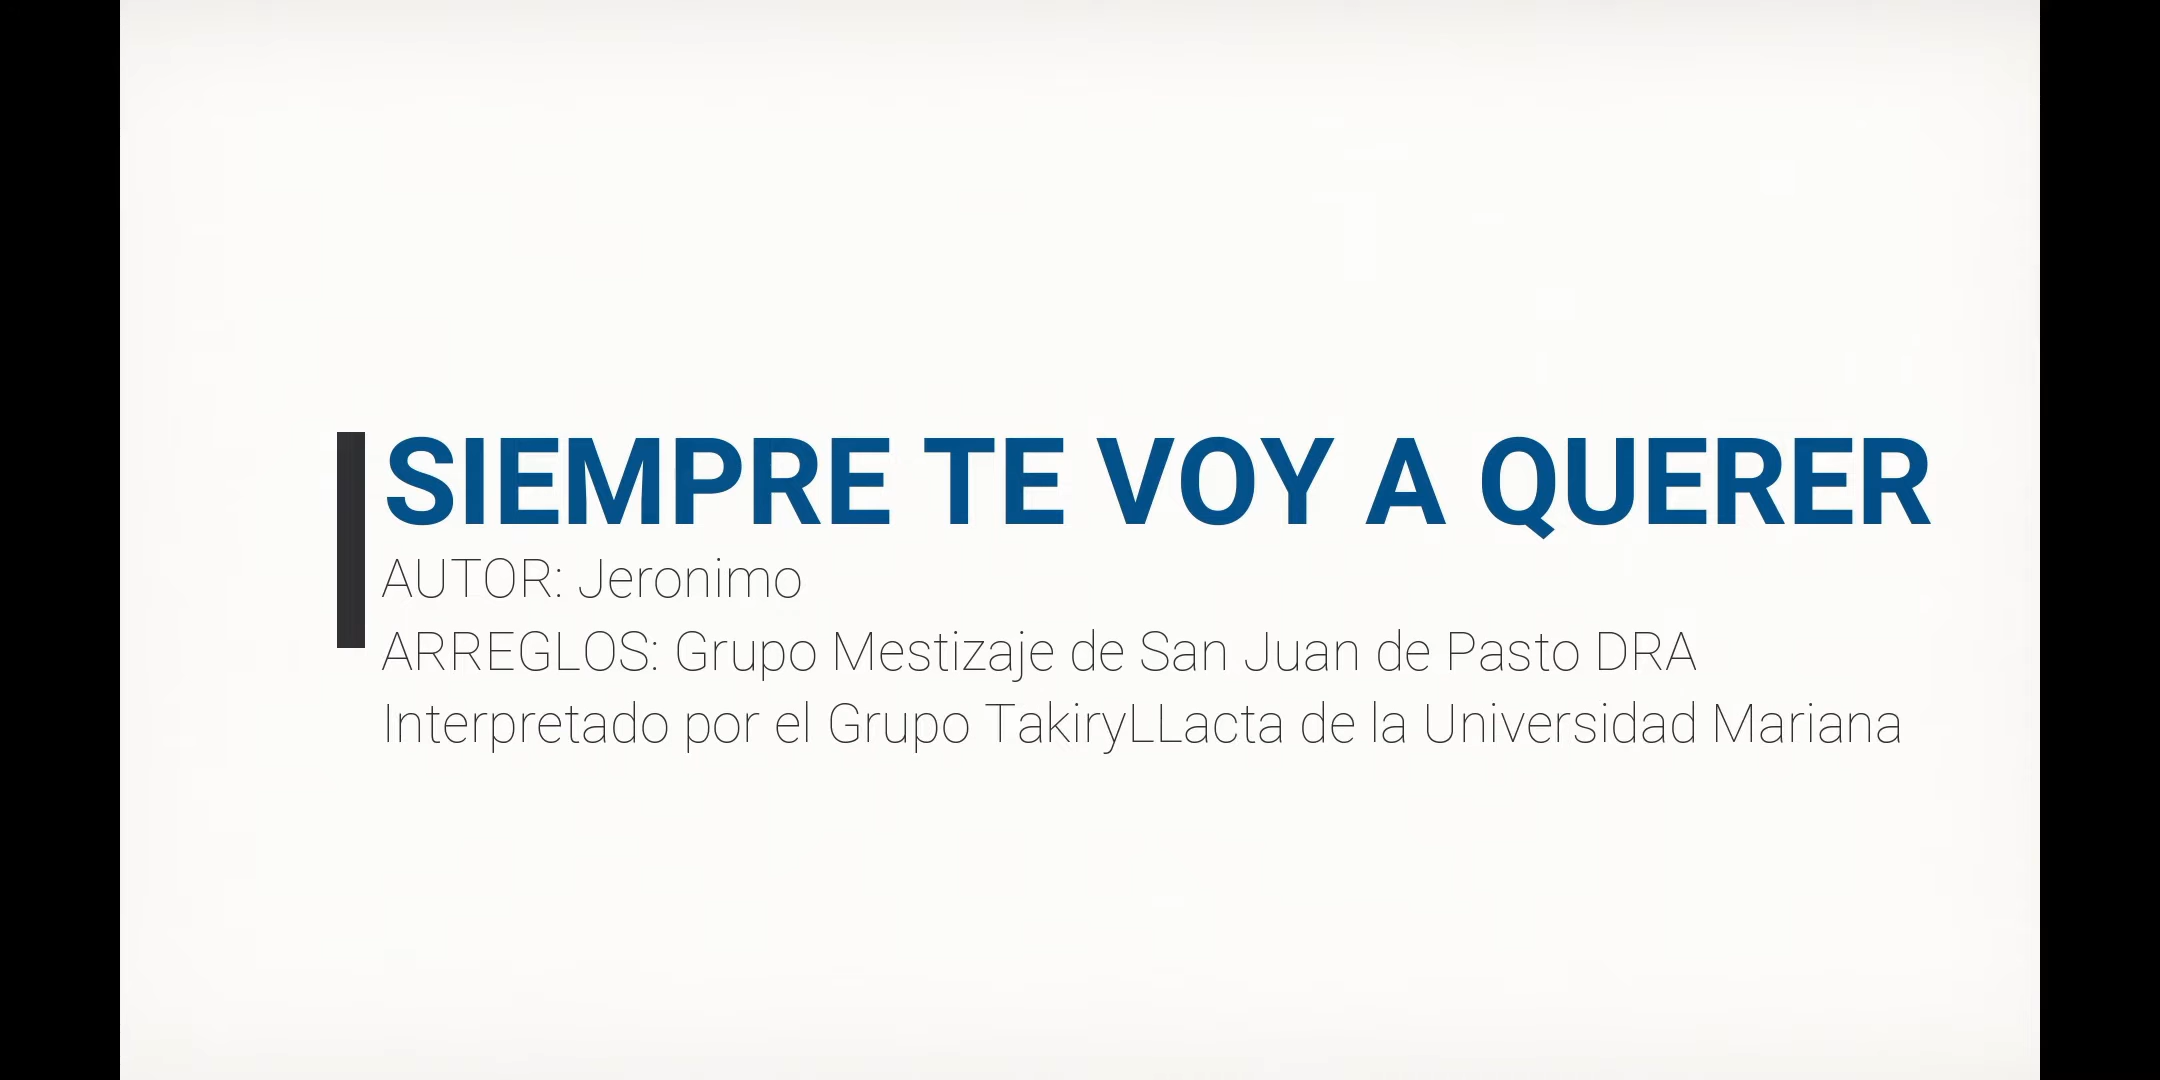 SIEMPRE TE VOY A QUERER
AUTOR: Jeronimo
ARREGLOS: Grupo Mestizaje de San Juan de Pasto DRA
Interpretado por el Grupo TakiryLLacta de la Universidad Mariana